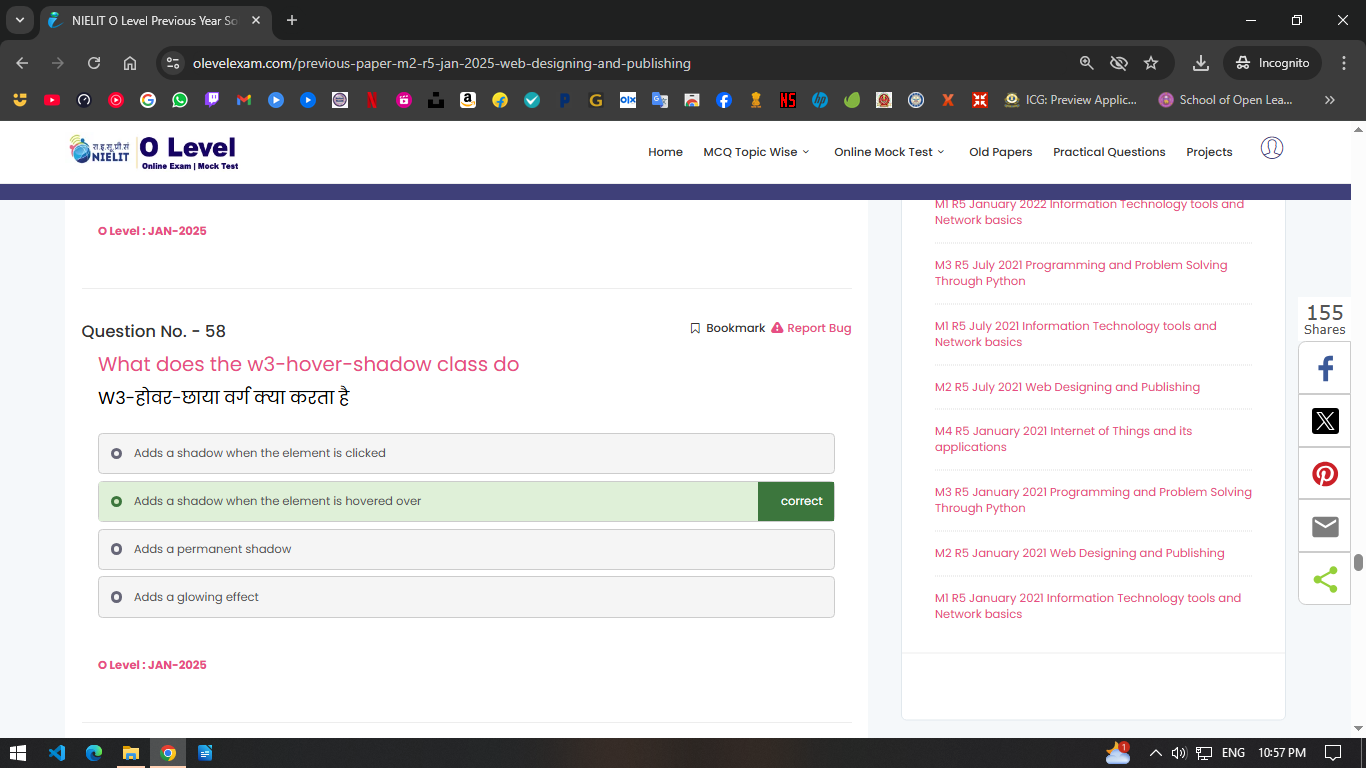 NIELIT O Level Previous Year So
olevelexam.com/previous-paper-m2-r5-jan-2025-web-designing-and-publishing
Incognito
ICG: Preview Applic...
School of Open Lea...
NIELIT
O Level
Online Exam | Mock Test
Home
MCQ Topic Wise
Online Mock Test
Old Papers
Practical Questions
Projects
O Level : JAN-2025
Question No. - 58
Bookmark
Report Bug
What does the w3-hover-shadow class do
W3-होवर-छाया वर्ग क्या करता है
Adds a shadow when the element is clicked
Adds a shadow when the element is hovered over
correct
Adds a permanent shadow
Adds a glowing effect
O Level : JAN-2025
M1 R5 January 2022 Information Technology tools and
Network basics
M3 R5 July 2021 Programming and Problem Solving
Through Python
M1 R5 July 2021 Information Technology tools and
Network basics
M2 R5 July 2021 Web Designing and Publishing
M4 R5 January 2021 Internet of Things and its
applications
M3 R5 January 2021 Programming and Problem Solving
Through Python
M2 R5 January 2021 Web Designing and Publishing
M1 R5 January 2021 Information Technology tools and
Network basics
155
Shares
1
ENG
10:57 PM